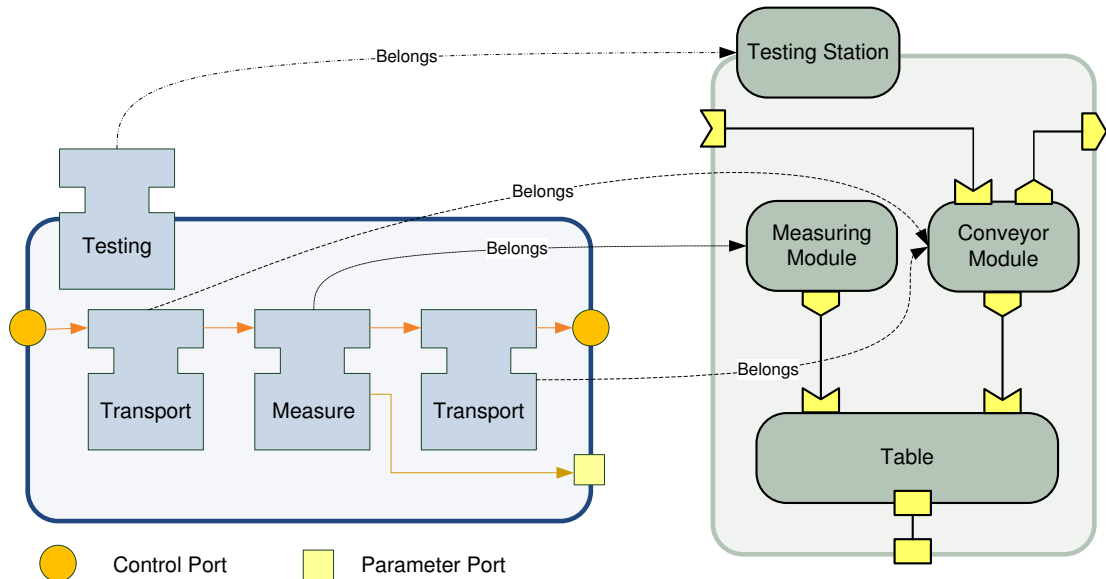 Testing Station
Belongs
Belongs
Testing
Belongs
Measuring
Module
Conveyor
Module
Belongs
Transport
Measure
Transport
Table
Control Port
Parameter Port